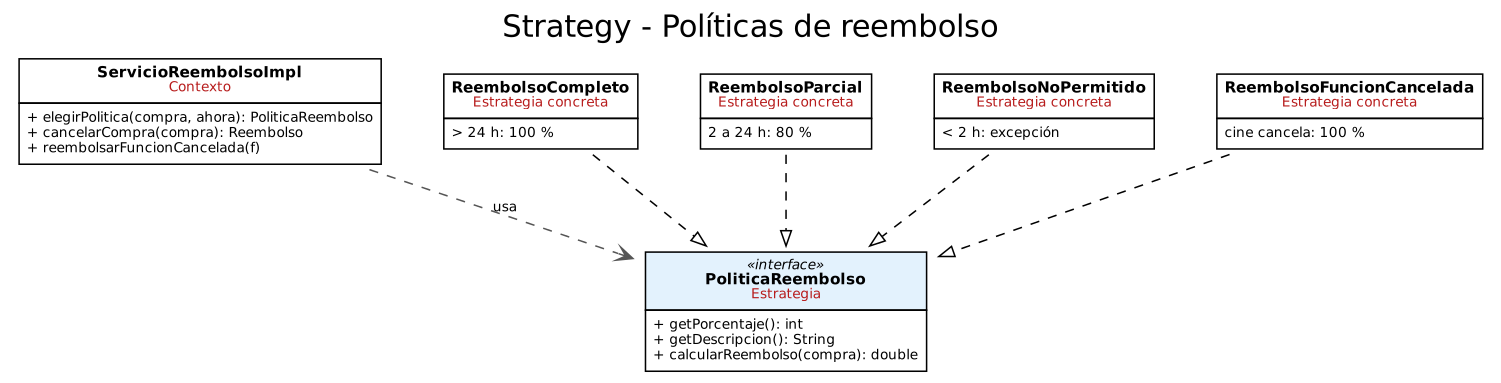 Strategy - Políticas de reembolso
ServicioReembolsoImpl
Contexto
+ elegirPolitica(compra, ahora): PoliticaReembolso
+ cancelarCompra(compra): Reembolso
+ reembolsarFuncionCancelada(f)
ReembolsoCompleto
Estrategia concreta
> 24 h: 100 %
ReembolsoParcial
Estrategia concreta
2 a 24 h: 80 %
ReembolsoNoPermitido
Estrategia concreta
< 2 h: excepción
ReembolsoFuncionCancelada
Estrategia concreta
cine cancela: 100 %
usa
«interface»
PoliticaReembolso
Estrategia
+ getPorcentaje(): int
+ getDescripcion(): String
+ calcularReembolso(compra): double